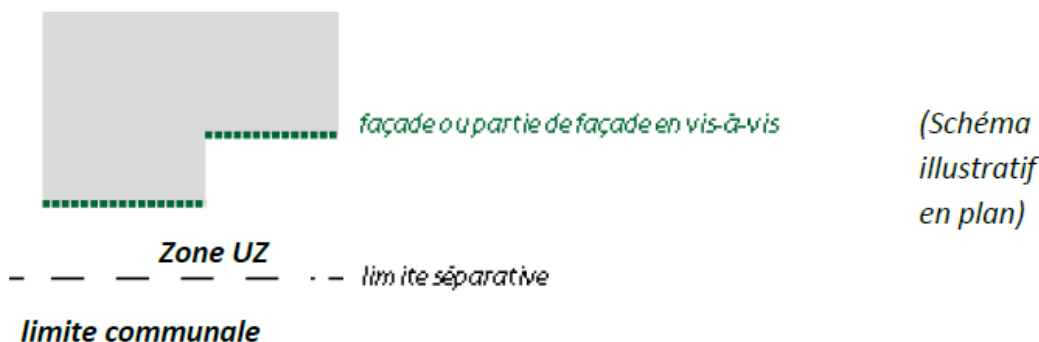 façade ou partie de façade en vis-à-vis
(Schéma
illustratif
en plan)
Zone UZ
limite séparative
limite communale